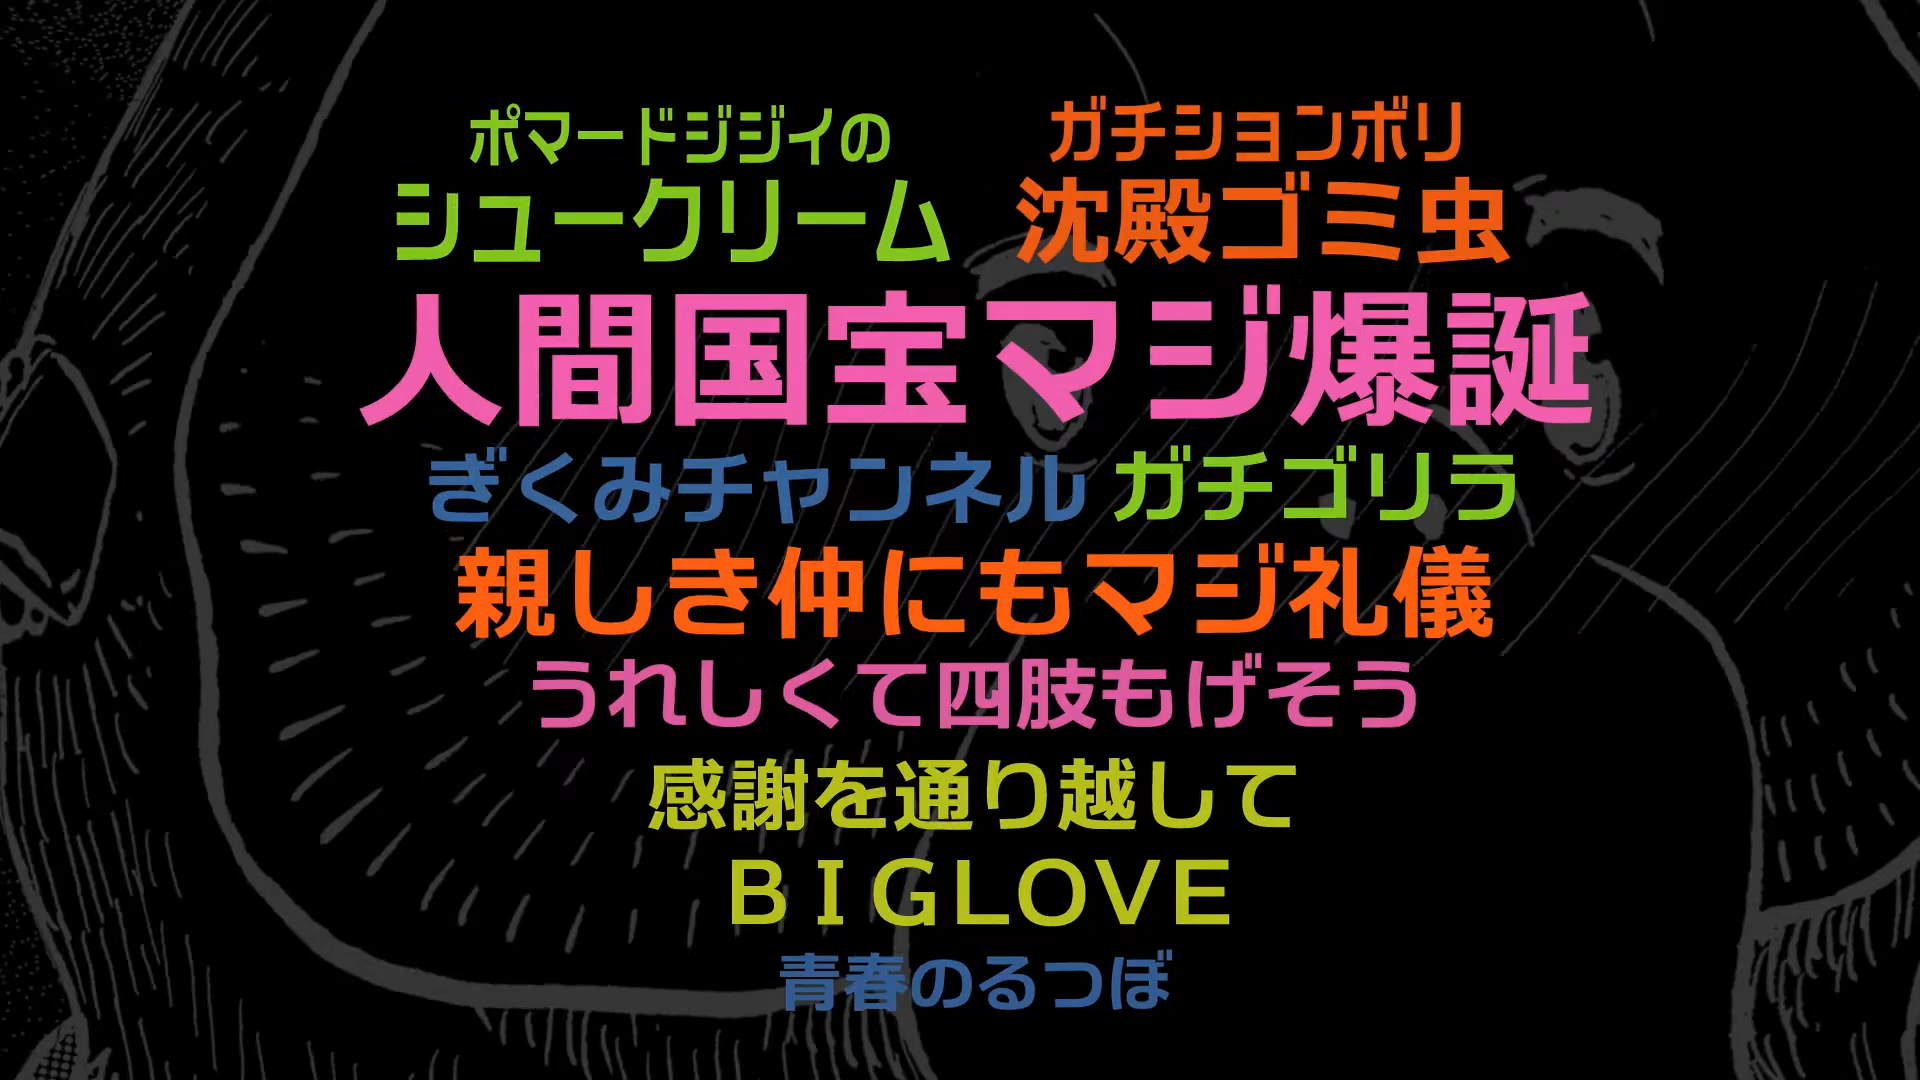 ポマードジジイの
シュークリーム
ガチションボリ
沈殿ゴミ虫
人間国宝マジ爆誕
ぎくみチャンネル ガチゴリラ
親しき仲にもマジ礼儀
うれしくて四肢もげそう
感謝を通り越して
ＢＩＧＬＯＶＥ
青春のるつぼ